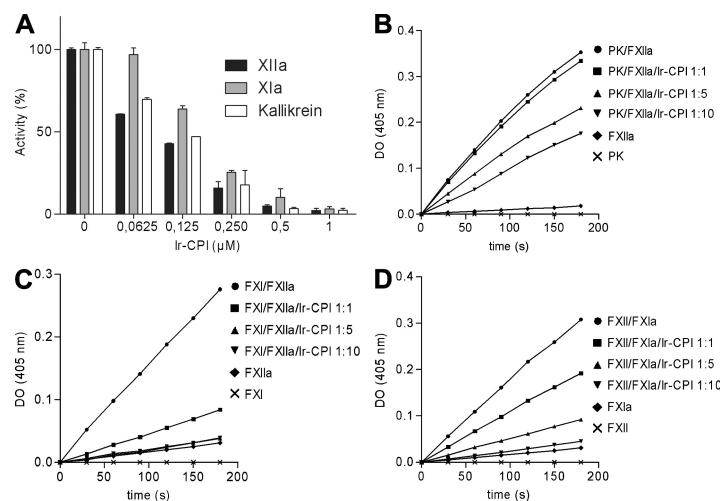 A
100
50
0
Activity (%)
XIIa
XIa
Kallikrein
0 0,0625 0,125 0,250 0,5 1
Ir-CPI (µM)
B
0.4
0.3
0.2
0.1
0.0
DO (405 nm)
0 50 100 150 200
time (s)
PK/FXIIa
PK/FXIIa/Ir-CPI 1:1
PK/FXIIa/Ir-CPI 1:5
PK/FXIIa/Ir-CPI 1:10
FXIIa
PK
C
0.3
0.2
0.1
0.0
DO (405 nm)
0 50 100 150 200
time (s)
FXI/FXIIa
FXI/FXIIa/Ir-CPI 1:1
FXI/FXIIa/Ir-CPI 1:5
FXI/FXIIa/Ir-CPI 1:10
FXIIa
FXI
D
0.4
0.3
0.2
0.1
0.0
DO (405 nm)
0 50 100 150 200
time (s)
FXII/FXIa
FXII/FXIa/Ir-CPI 1:1
FXII/FXIa/Ir-CPI 1:5
FXII/FXIa/Ir-CPI 1:10
FXIa
FXII